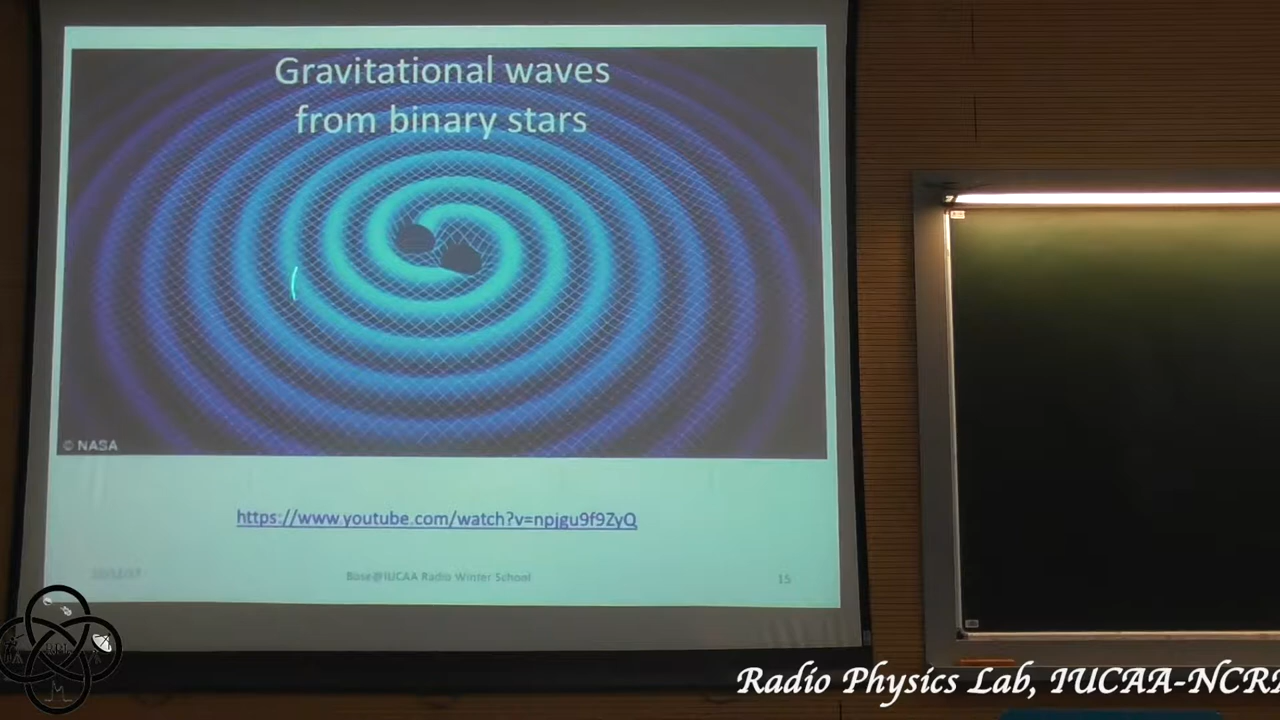 Gravitational waves
from binary stars
© NASA
https://www.youtube.com/watch?v=npjgu9f9ZyQ
Bose@IUCAA Radio Winter School
15
Radio Physics Lab, IUCAA-NCR